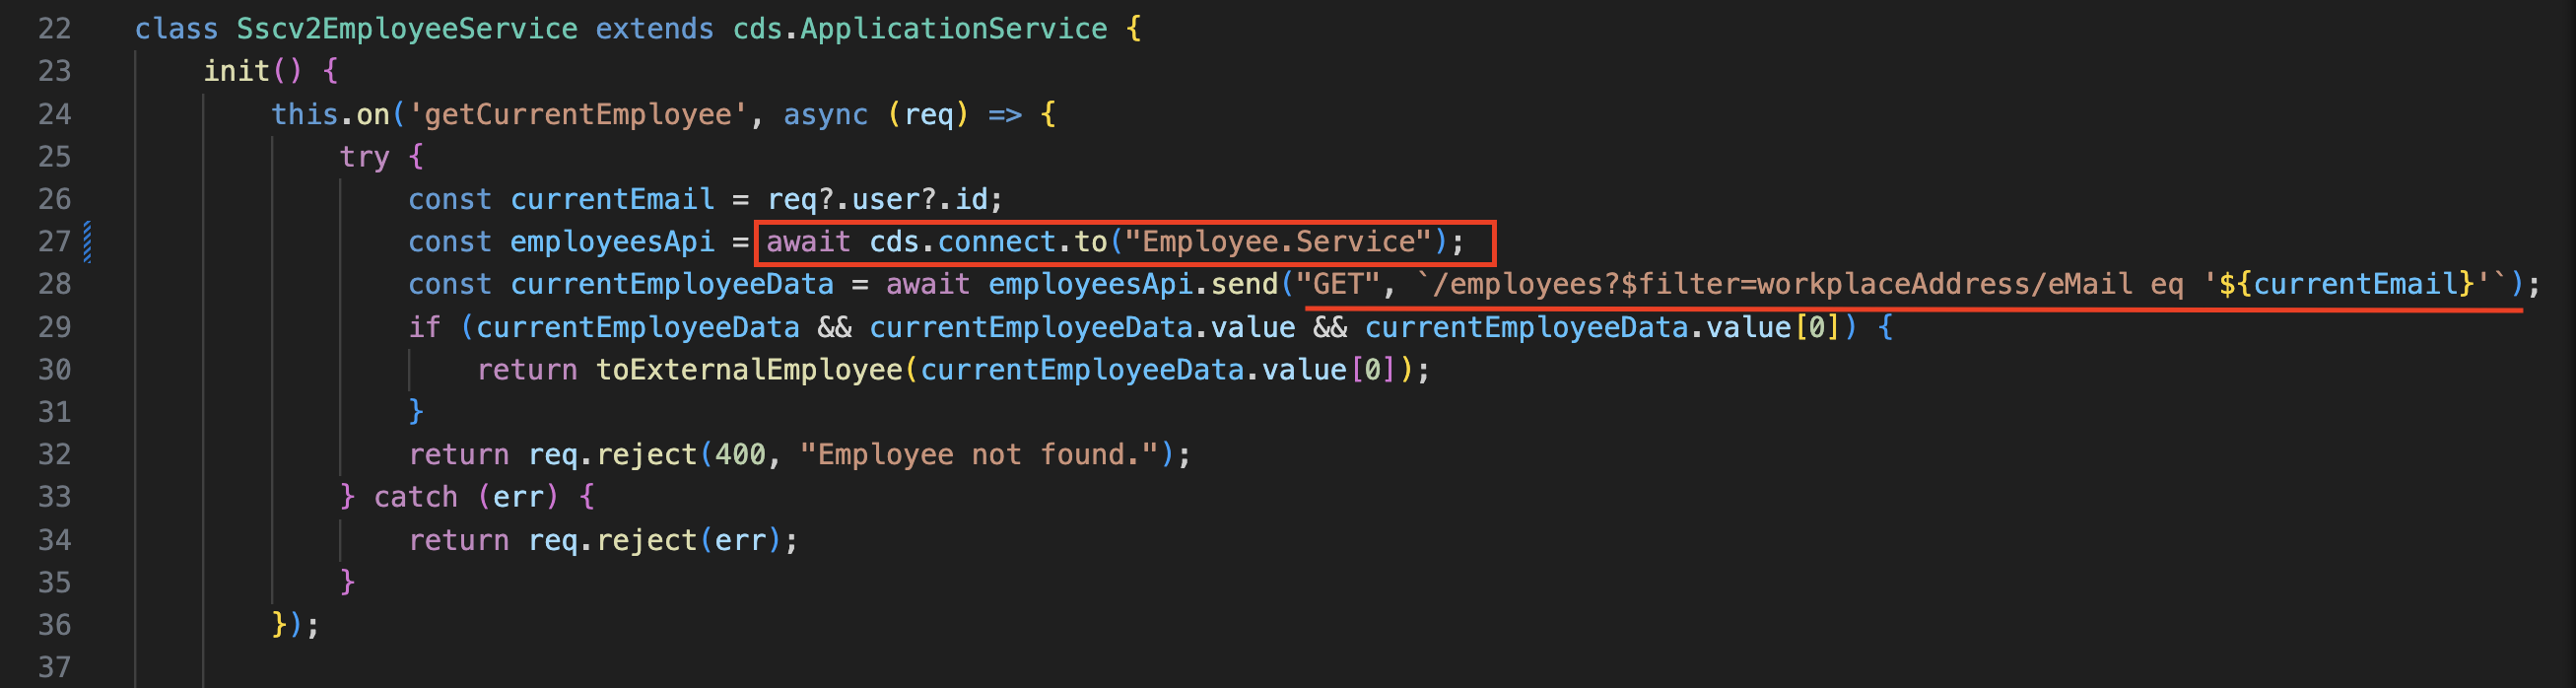 22 class Sscv2EmployeeService extends cds.ApplicationService {
23 init() {
24 this.on('getCurrentEmployee', async (req) => {
25 try {
26 const currentEmail = req?.user?.id;
27 const employeesApi = await cds.connect.to("Employee.Service");
28 const currentEmployeeData = await employeesApi.send("GET", `/employees?$filter=workplaceAddress/eMail eq '${currentEmail}'`);
29 if (currentEmployeeData && currentEmployeeData.value && currentEmployeeData.value[0]) {
30 return toExternalEmployee(currentEmployeeData.value[0]);
31 }
32 return req.reject(400, "Employee not found.");
33 } catch (err) {
34 return req.reject(err);
35 }
36 });
37